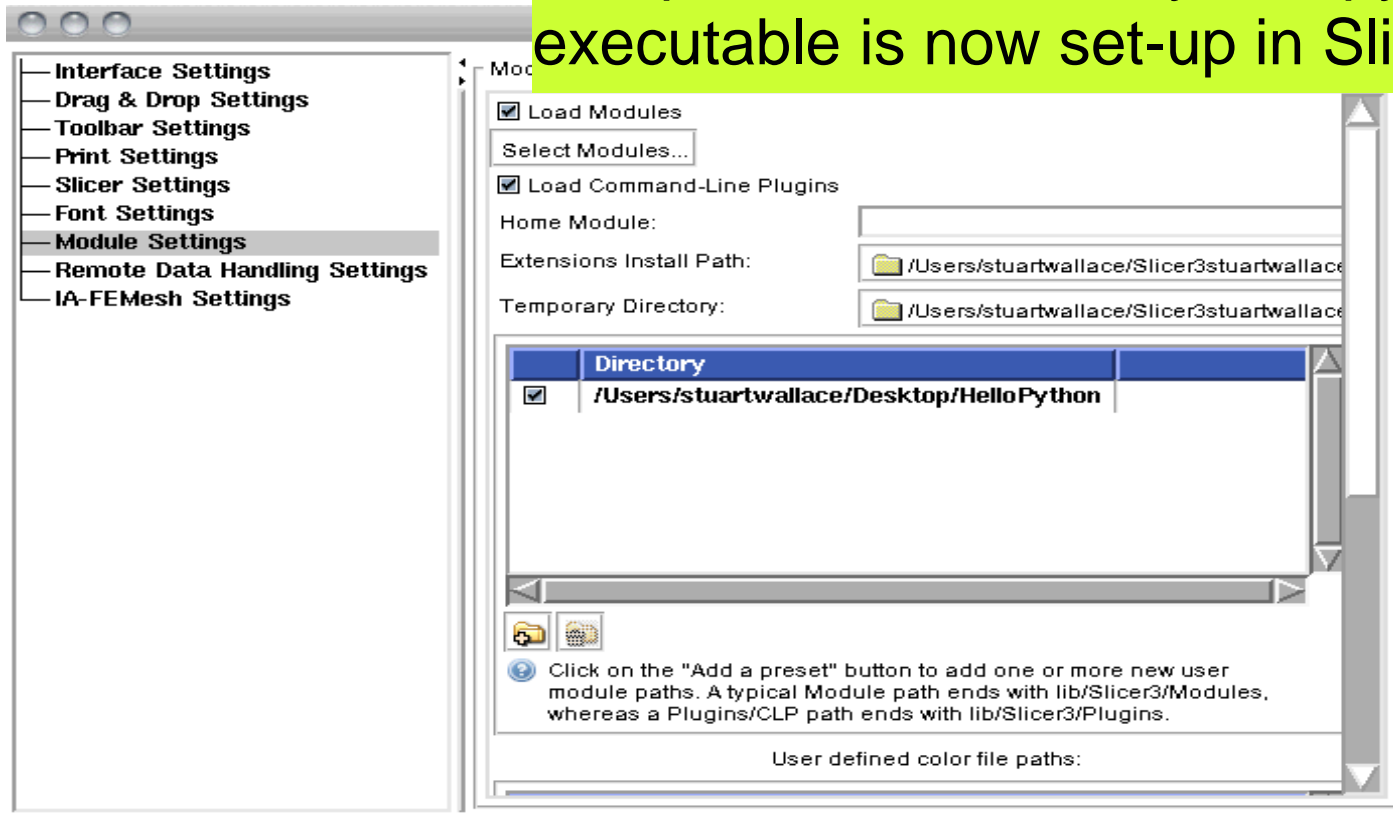 executable is now set-up in Sli
Interface Settings
Drag & Drop Settings
Toolbar Settings
Print Settings
Slicer Settings
Font Settings
Module Settings
Remote Data Handling Settings
IA-FEMesh Settings
Load Modules
Select Modules...
Load Command-Line Plugins
Home Module:
Extensions Install Path: /Users/stuartwallace/Slicer3stuartwallace
Temporary Directory: /Users/stuartwallace/Slicer3stuartwallace
Directory
/Users/stuartwallace/Desktop/HelloPython
Click on the "Add a preset" button to add one or more new user
module paths. A typical Module path ends with lib/Slicer3/Modules,
whereas a Plugins/CLP path ends with lib/Slicer3/Plugins.
User defined color file paths: